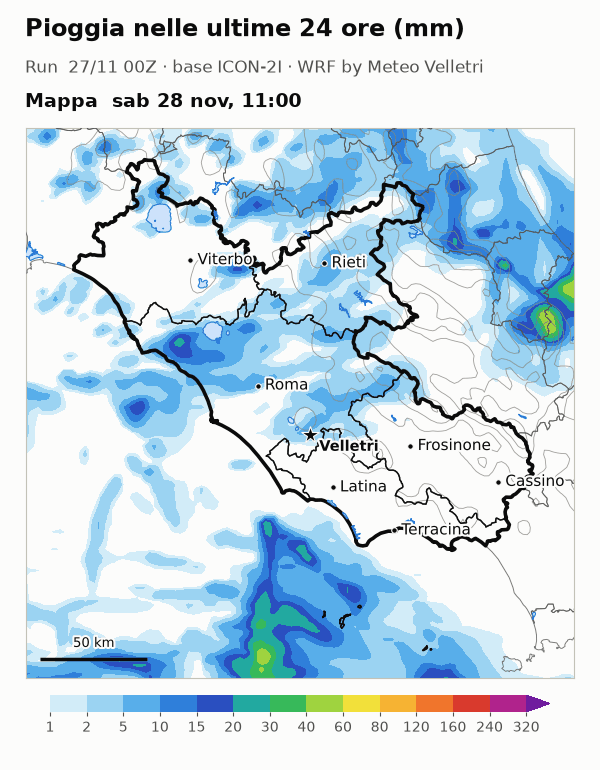 Pioggia nelle ultime 24 ore (mm)
Run 27/11 00Z · base ICON-2I · WRF by Meteo Velletri
Mappa sab 28 nov, 11:00
Viterbo
Rieti
Roma
Velletri
Frosinone
Cassino
Latina
Terracina
50 km
1 2 5 10 15 20 30 40 60 80 120 160 240 320